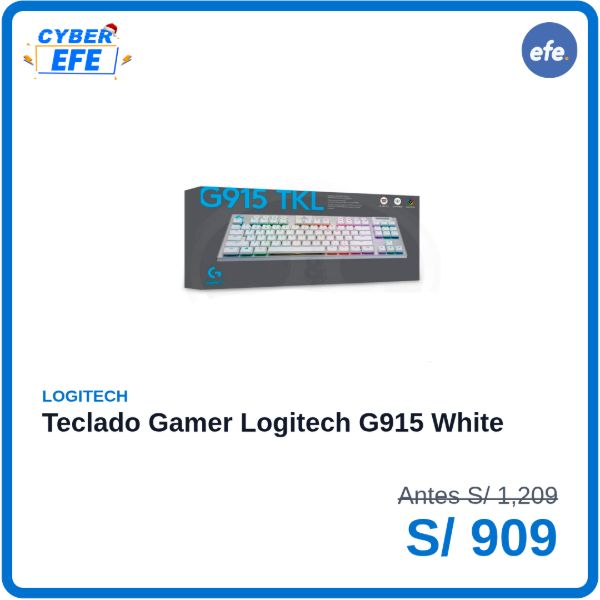 CYBER
EFE
efe.
G915 TKL
LOGITECH
Teclado Gamer Logitech G915 White
Antes S/ 1,209
S/ 909